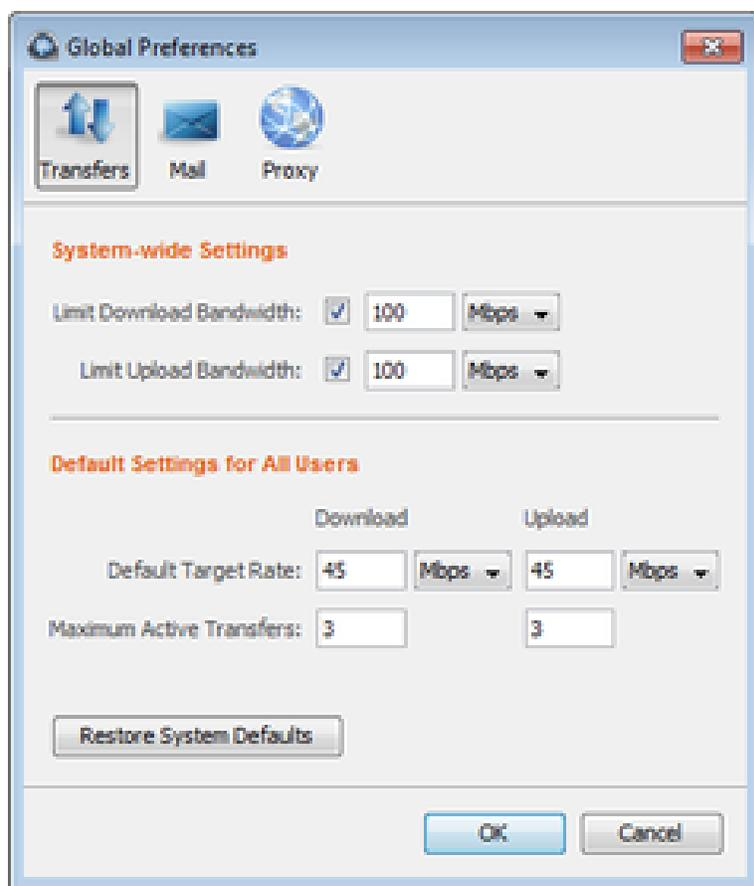 Global Preferences
Transfers Mail Proxy
System-wide Settings
Limit Download Bandwidth: 100 Mbps
Limit Upload Bandwidth: 100 Mbps
Default Settings for All Users
Download Upload
Default Target Rate: 45 Mbps 45 Mbps
Maximum Active Transfers: 3 3
Restore System Defaults
OK Cancel